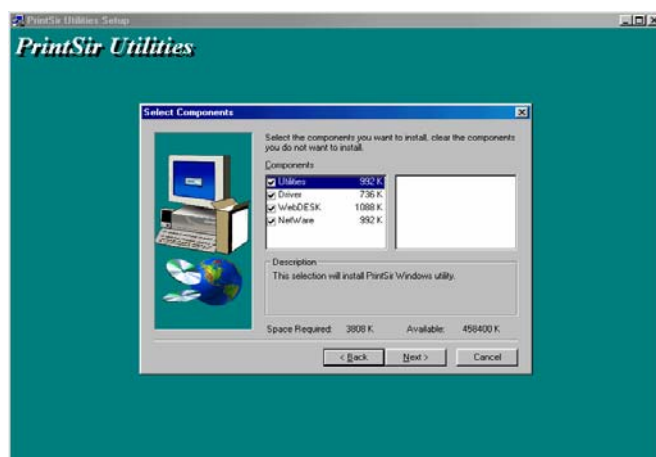 PrintSir Utilities Setup
PrintSir Utilities
Select Components
Select the components you want to install, clear the components
you do not want to install.
Components
Utilities 992 K
Driver 736 K
WebDESK 1088 K
NetWare 992 K
Description
This selection will install PrintSir Windows utility.
Space Required: 3808 K Available: 458400 K
< Back Next > Cancel